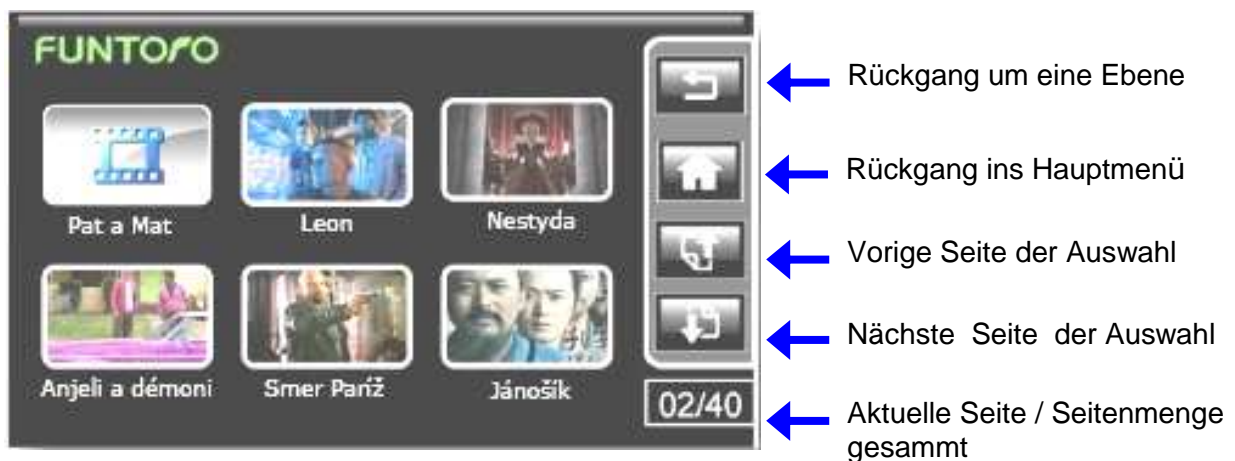 FUNTORO
Pat a Mat
Leon
Nestyda
Anjeli a démoni
Smer Paríž
Jánošík
02/40
Rückgang um eine Ebene
Rückgang ins Hauptmenü
Vorige Seite der Auswahl
Nächste Seite der Auswahl
Aktuelle Seite / Seitenmenge
gesammt